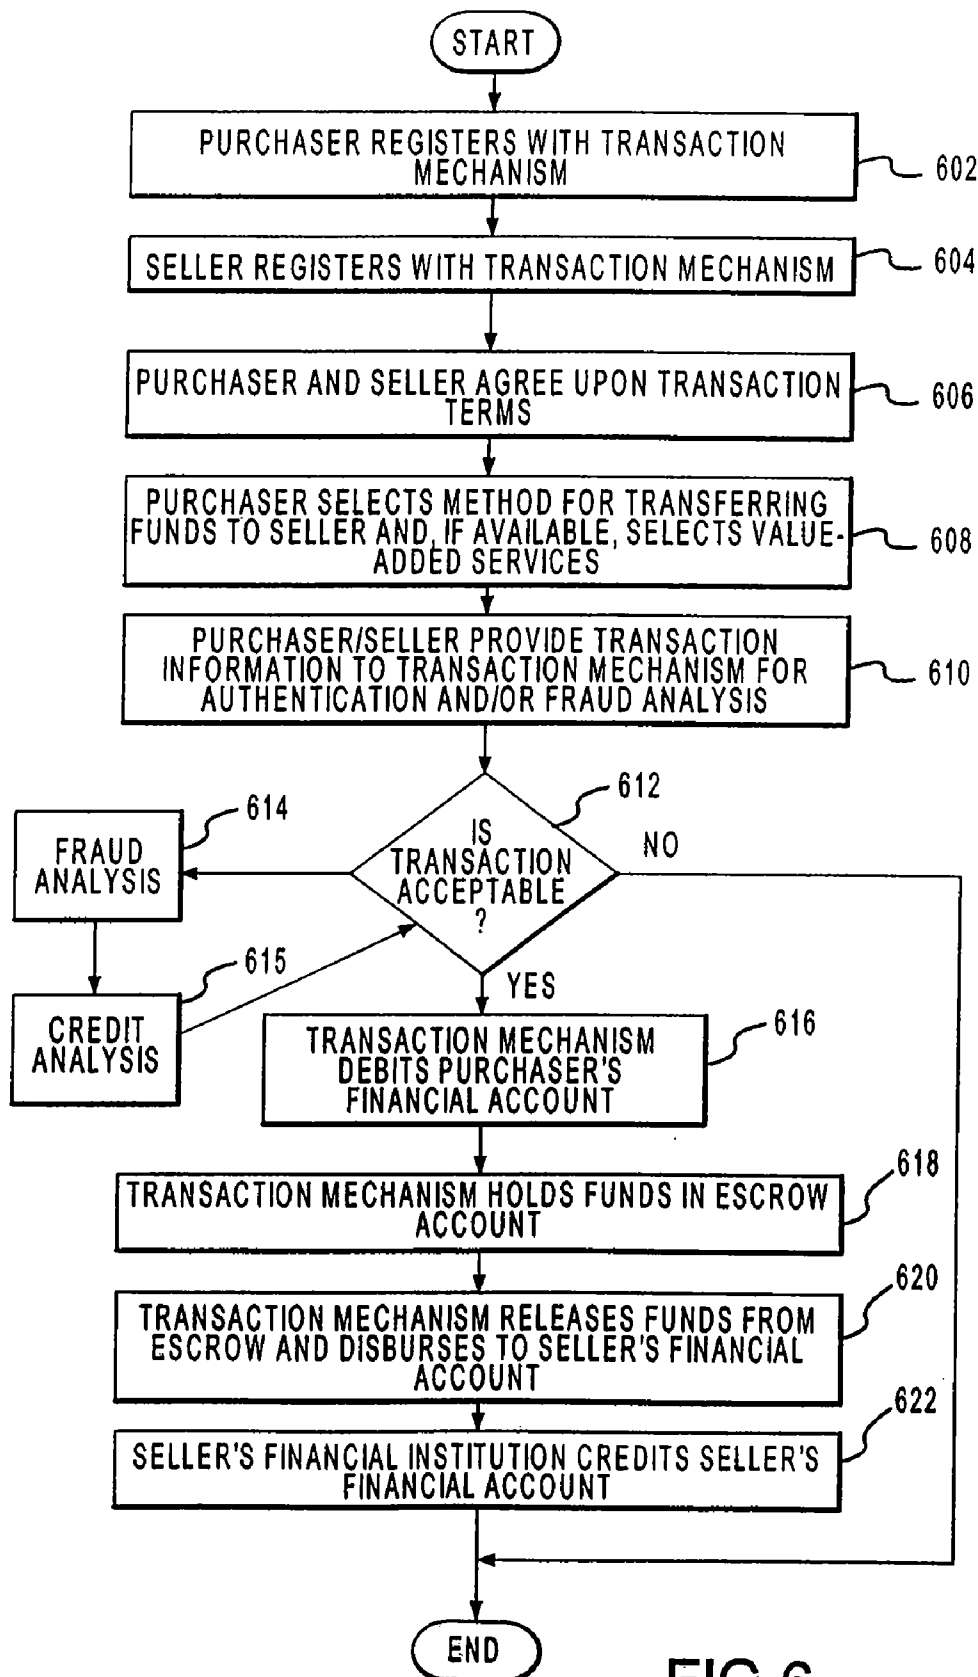 START
PURCHASER REGISTERS WITH TRANSACTION
MECHANISM
602
SELLER REGISTERS WITH TRANSACTION MECHANISM
604
PURCHASER AND SELLER AGREE UPON TRANSACTION
TERMS
606
PURCHASER SELECTS METHOD FOR TRANSFERRING
FUNDS TO SELLER AND, IF AVAILABLE, SELECTS VALUE-
ADDED SERVICES
608
PURCHASER/SELLER PROVIDE TRANSACTION
INFORMATION TO TRANSACTION MECHANISM FOR
AUTHENTICATION AND/OR FRAUD ANALYSIS
610
612
IS
TRANSACTION
ACCEPTABLE
?
NO
614
FRAUD
ANALYSIS
615
CREDIT
ANALYSIS
YES
616
TRANSACTION MECHANISM
DEBITS PURCHASER'S
FINANCIAL ACCOUNT
618
TRANSACTION MECHANISM HOLDS FUNDS IN ESCROW
ACCOUNT
620
TRANSACTION MECHANISM RELEASES FUNDS FROM
ESCROW AND DISBURSES TO SELLER'S FINANCIAL
ACCOUNT
622
SELLER'S FINANCIAL INSTITUTION CREDITS SELLER'S
FINANCIAL ACCOUNT
END
FIG 6